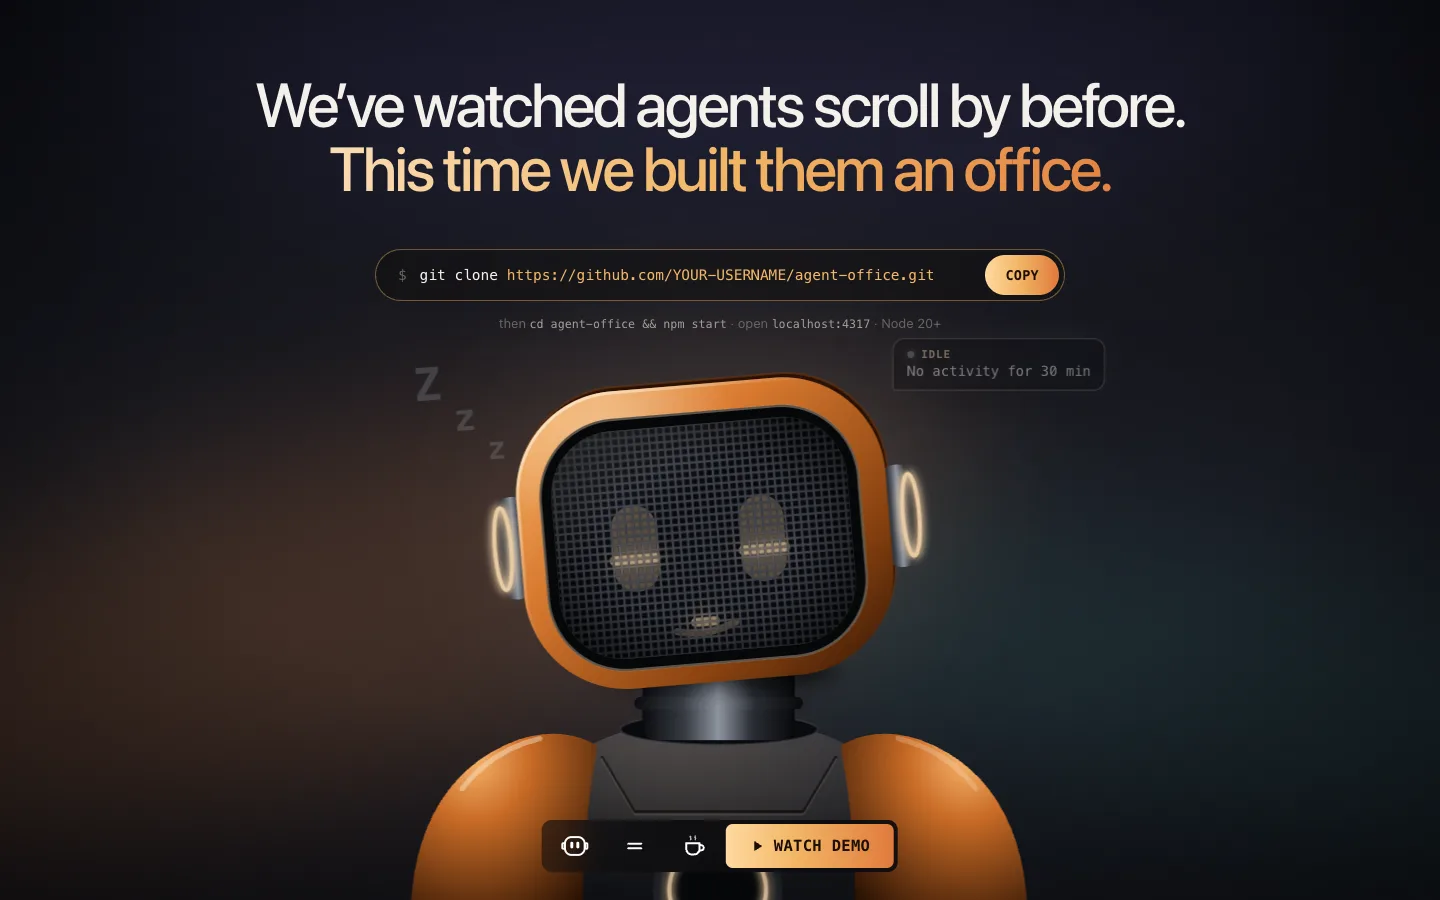 We've watched agents scroll by before.
This time we built them an office.
$ git clone https://github.com/YOUR-USERNAME/agent-office.git
COPY
then cd agent-office && npm start · open localhost:4317 · Node 20+
IDLE
No activity for 30 min
Z
z
z
WATCH DEMO